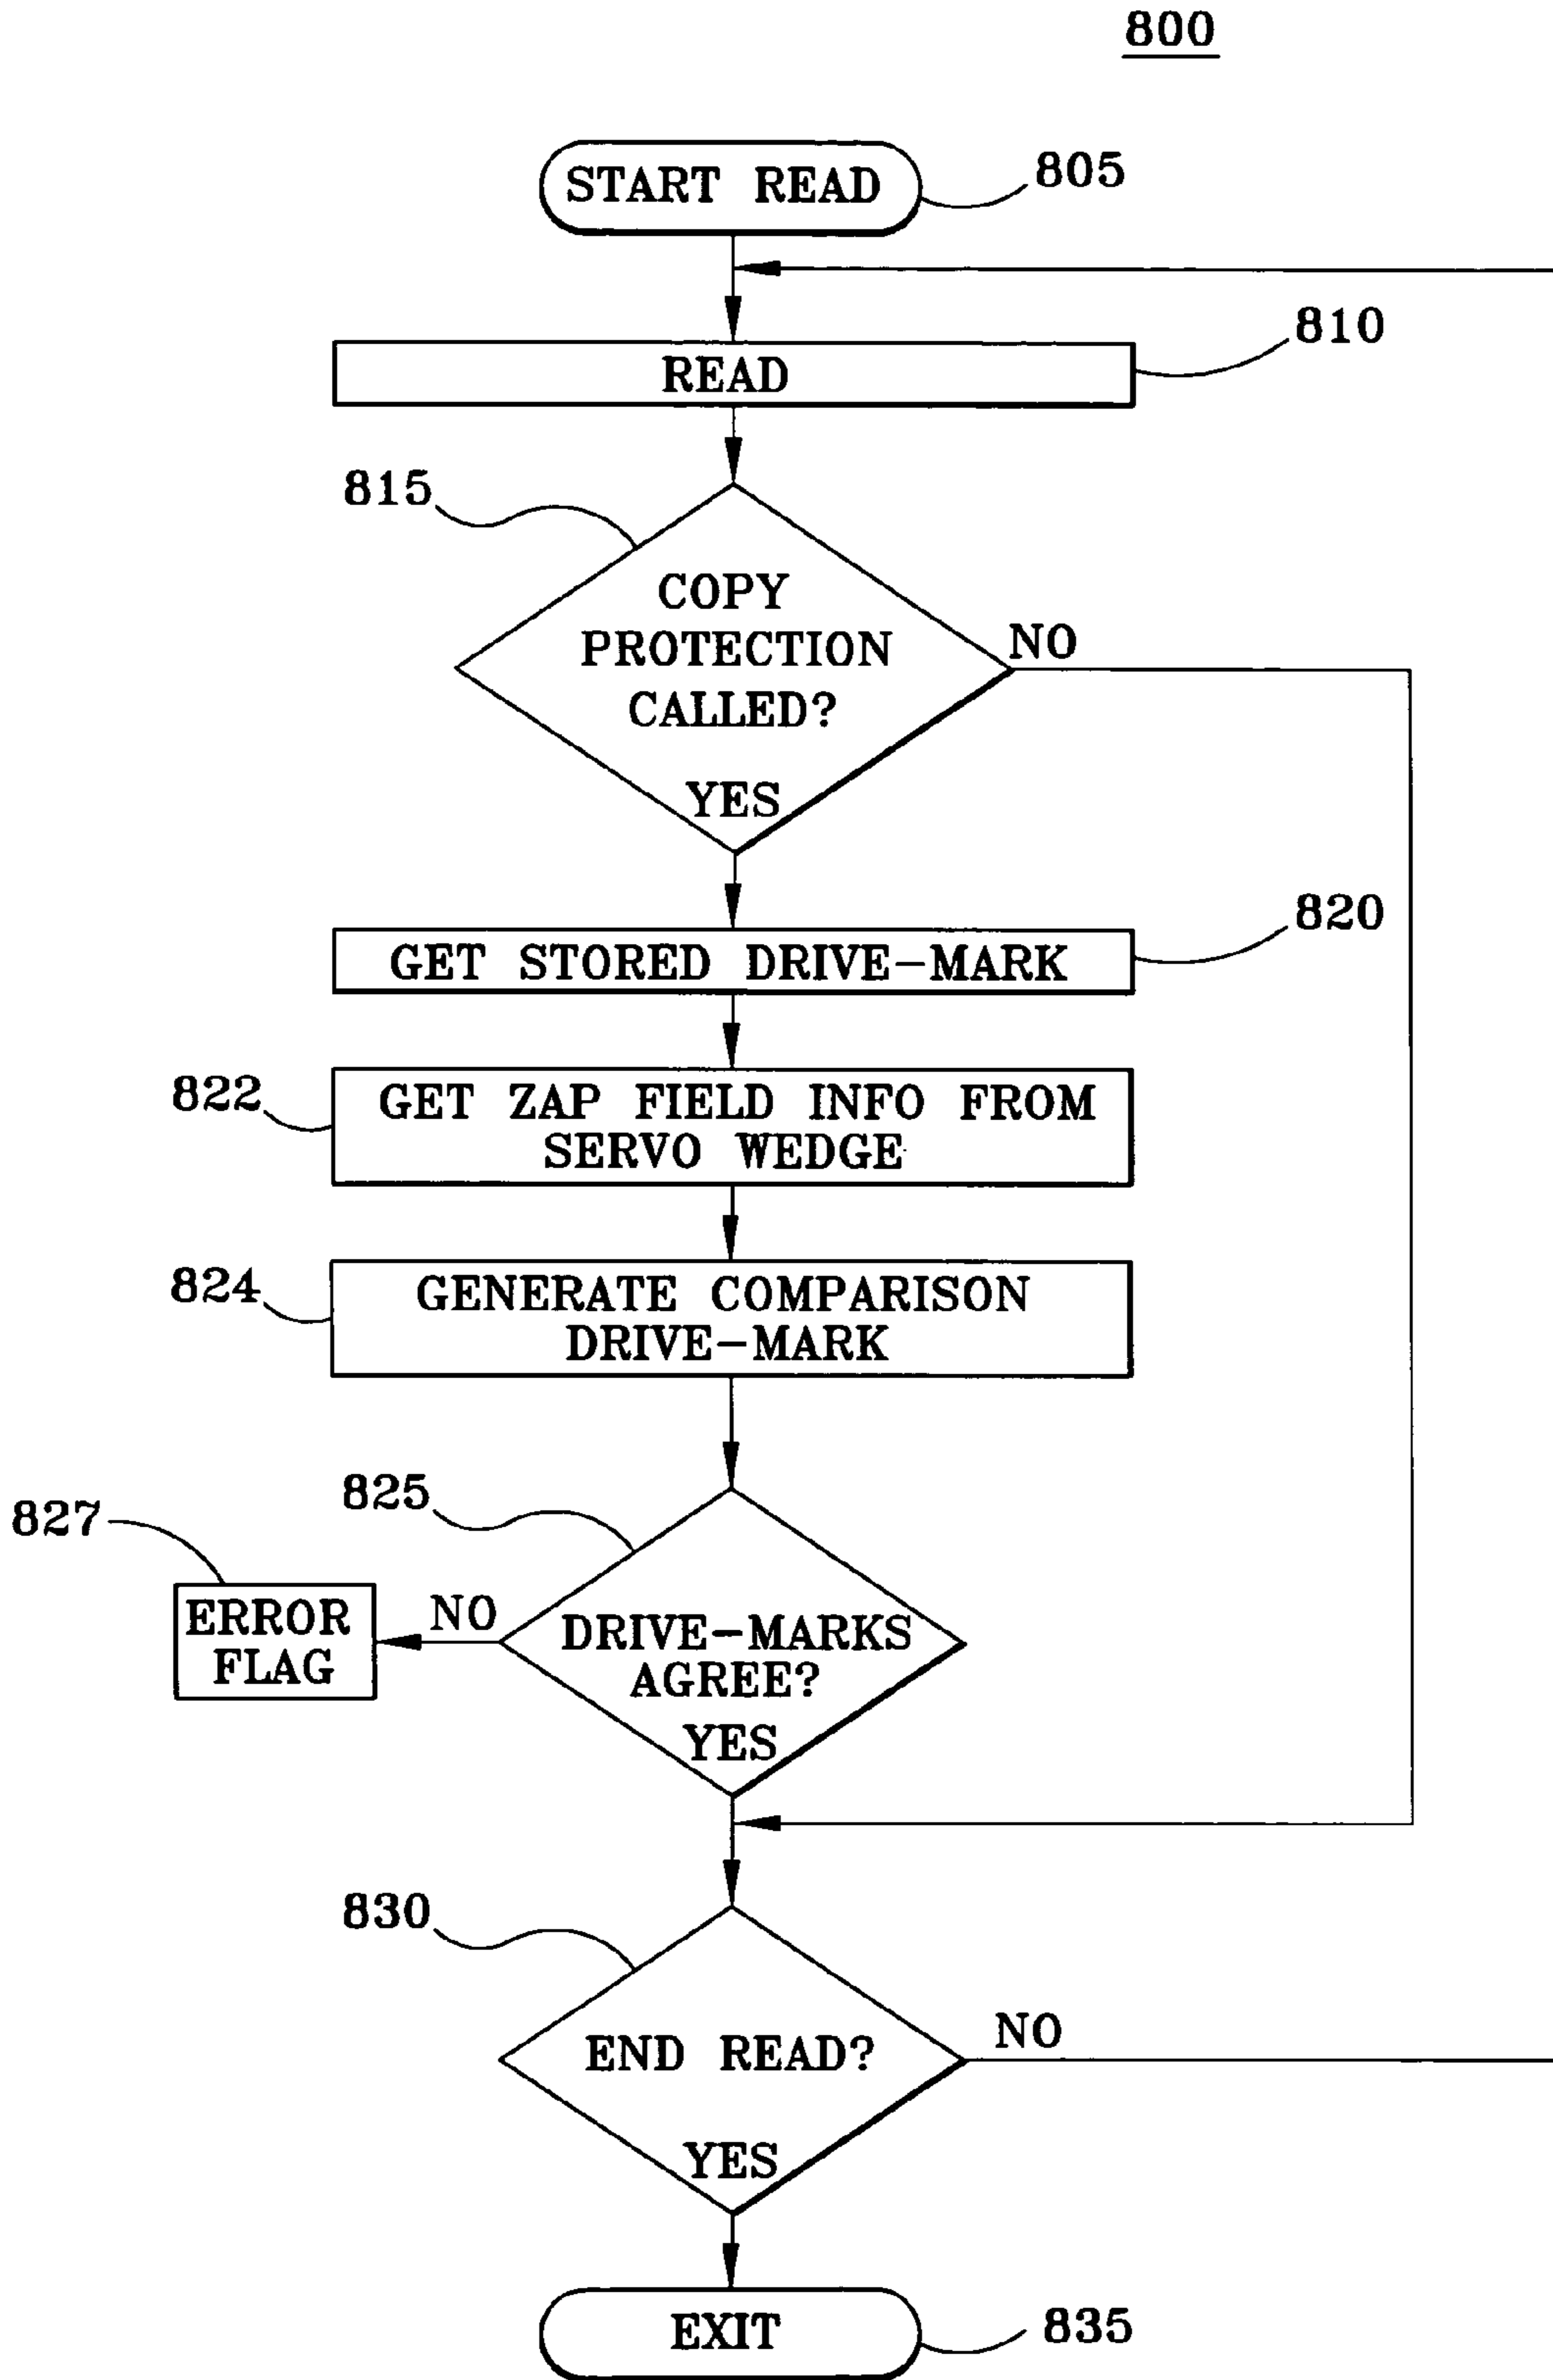 800
START READ
805
810
READ
815
COPY
PROTECTION
CALLED?
NO
YES
820
GET STORED DRIVE-MARK
822
GET ZAP FIELD INFO FROM
SERVO WEDGE
824
GENERATE COMPARISON
DRIVE-MARK
825
827
ERROR
FLAG
NO
DRIVE-MARKS
AGREE?
YES
830
END READ?
NO
YES
EXIT
835